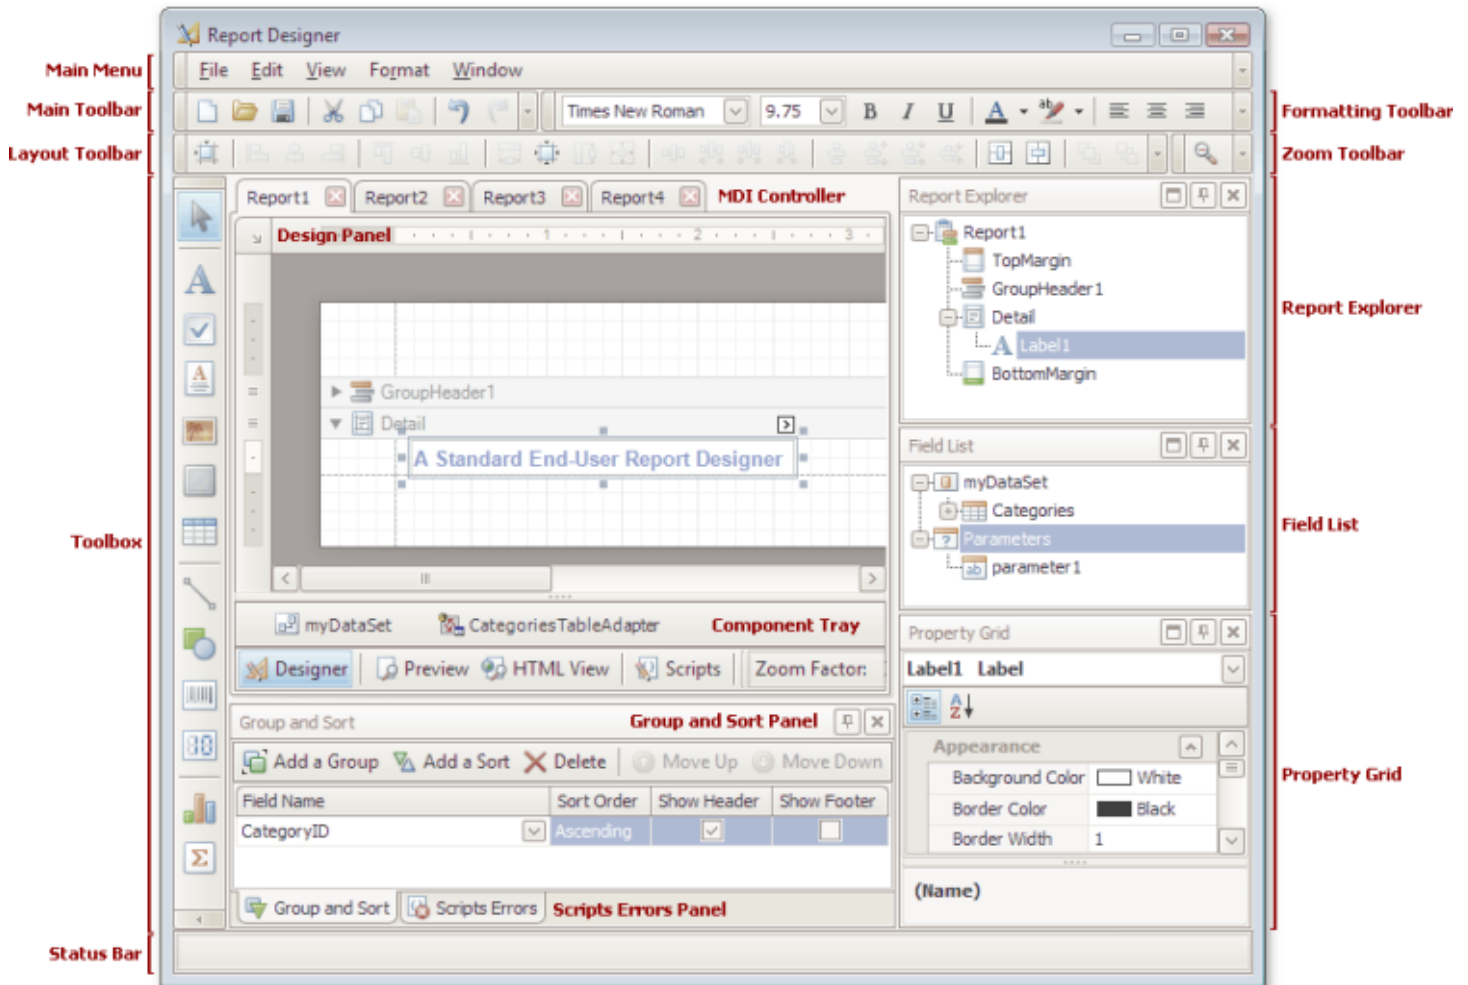 Report Designer
Main Menu
File Edit View Format Window
Main Toolbar
Times New Roman 9.75 B I U A ab
Formatting Toolbar
Layout Toolbar
Zoom Toolbar
Report1 Report2 Report3 Report4 MDI Controller
Design Panel 1 2 3
GroupHeader1
Detail
A Standard End-User Report Designer
Toolbox
A
A
myDataSet CategoriesTableAdapter Component Tray
Designer Preview HTML View Scripts Zoom Factor:
Group and Sort Group and Sort Panel
Add a Group Add a Sort Delete Move Up Move Down
Field Name Sort Order Show Header Show Footer
CategoryID Ascending
Group and Sort Scripts Errors Scripts Errors Panel
Report Explorer
Report1
TopMargin
GroupHeader1
Detail
A Label1
BottomMargin
Report Explorer
Field List
myDataSet
Categories
? Parameters
ab parameter1
Field List
Property Grid
Label1 Label
A Z
Appearance
Background Color White
Border Color Black
Border Width 1
(Name)
Property Grid
Σ
Status Bar